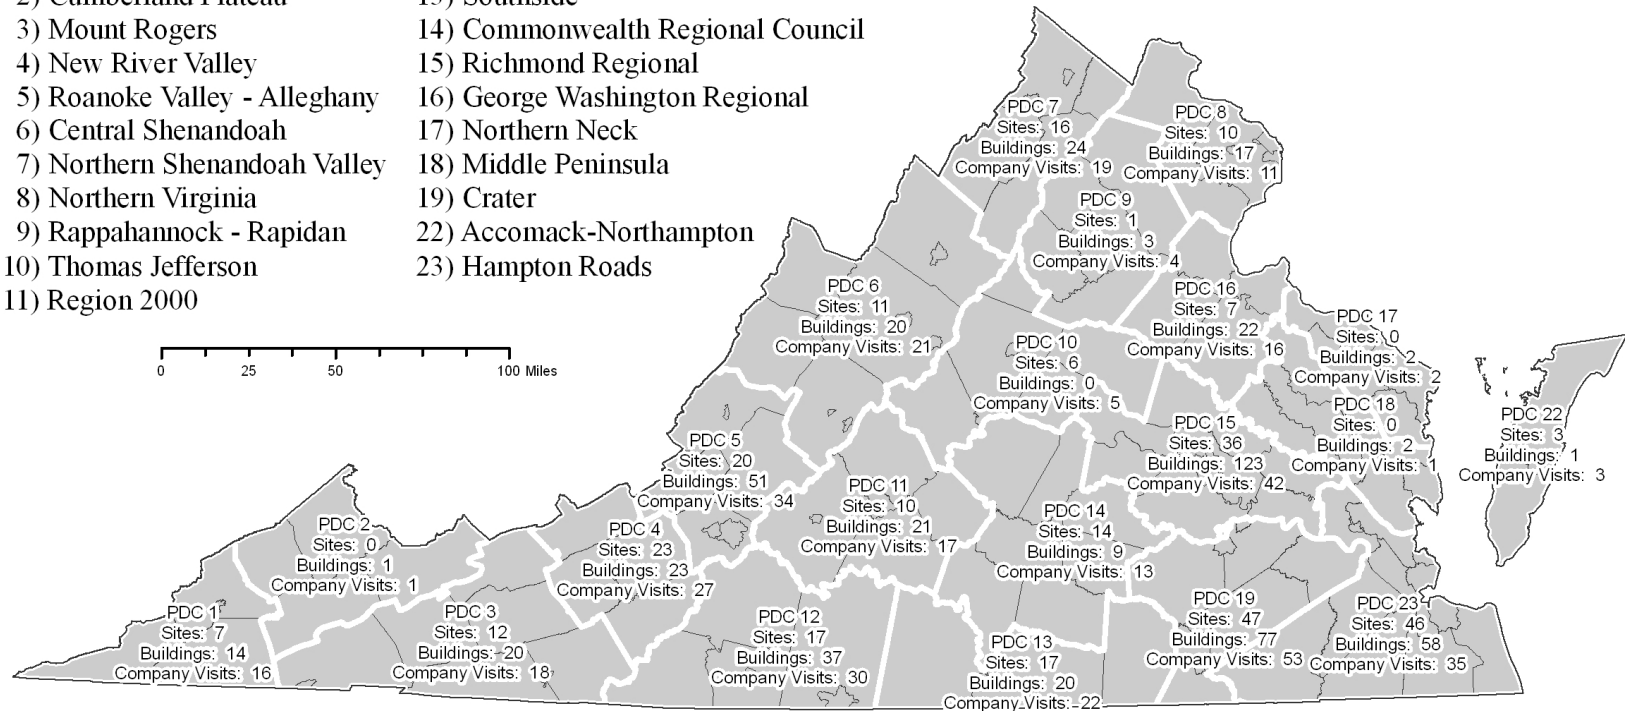 2) Cumberland Plateau
3) Mount Rogers
4) New River Valley
5) Roanoke Valley - Alleghany
6) Central Shenandoah
7) Northern Shenandoah Valley
8) Northern Virginia
9) Rappahannock - Rapidan
10) Thomas Jefferson
11) Region 2000
13) Southside
14) Commonwealth Regional Council
15) Richmond Regional
16) George Washington Regional
17) Northern Neck
18) Middle Peninsula
19) Crater
22) Accomack-Northampton
23) Hampton Roads
0 25 50 100 Miles
PDC 7
Sites: 16
Buildings: 24
Company Visits: 19
PDC 8
Sites: 10
Buildings: 17
Company Visits: 11
PDC 9
Sites: 1
Buildings: 3
Company Visits: 4
PDC 6
Sites: 11
Buildings: 20
Company Visits: 21
PDC 16
Sites: 7
Buildings: 22
Company Visits: 16
PDC 17
Sites: 0
Buildings: 2
Company Visits: 2
PDC 10
Sites: 6
Buildings: 0
Company Visits: 5
PDC 18
Sites: 0
Buildings: 2
Company Visits: 1
PDC 22
Sites: 3
Buildings: 1
Company Visits: 3
PDC 15
Sites: 36
Buildings: 123
Company Visits: 42
PDC 5
Sites: 20
Buildings: 51
Company Visits: 34
PDC 11
Sites: 10
Buildings: 21
Company Visits: 17
PDC 14
Sites: 14
Buildings: 9
Company Visits: 13
PDC 2
Sites: 0
Buildings: 1
Company Visits: 1
PDC 4
Sites: 23
Buildings: 23
Company Visits: 27
PDC 1
Sites: 7
Buildings: 14
Company Visits: 16
PDC 3
Sites: 12
Buildings: 20
Company Visits: 18
PDC 12
Sites: 17
Buildings: 37
Company Visits: 30
PDC 13
Sites: 17
Buildings: 20
Company Visits: 22
PDC 19
Sites: 47
Buildings: 77
Company Visits: 53
PDC 23
Sites: 46
Buildings: 58
Company Visits: 35